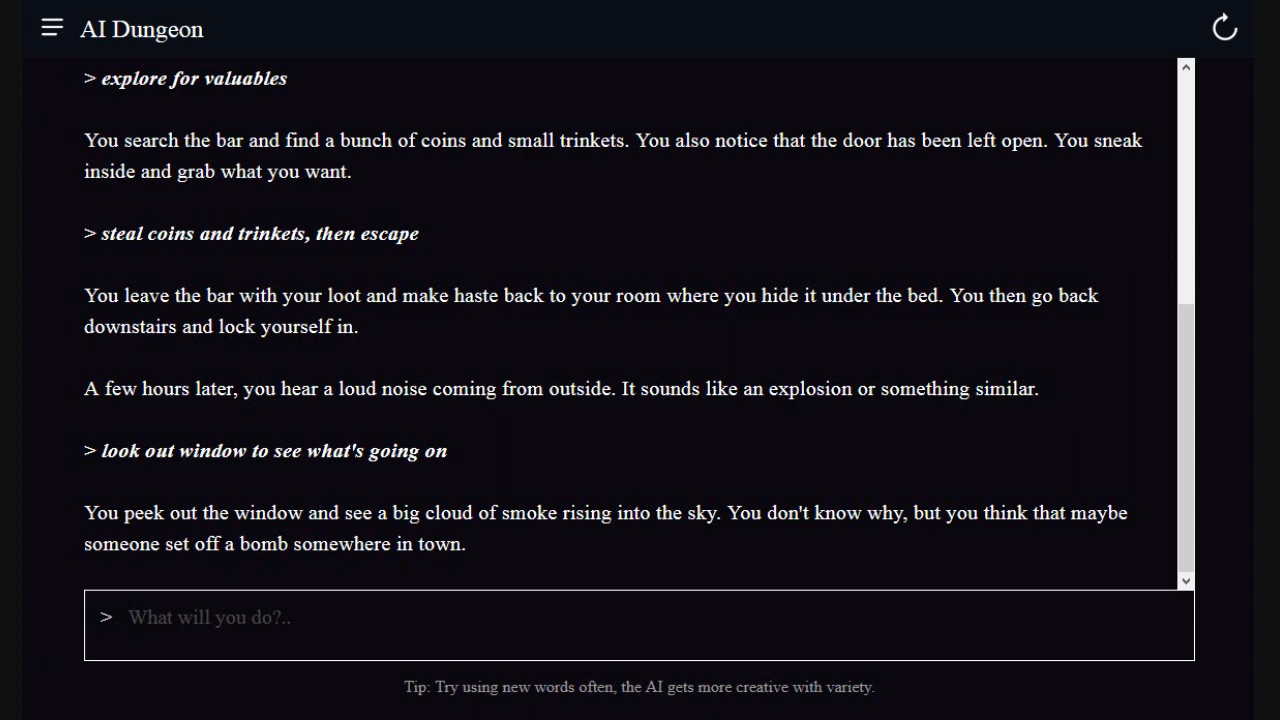 AI Dungeon
> explore for valuables
You search the bar and find a bunch of coins and small trinkets. You also notice that the door has been left open. You sneak
inside and grab what you want.
> steal coins and trinkets, then escape
You leave the bar with your loot and make haste back to your room where you hide it under the bed. You then go back
downstairs and lock yourself in.
A few hours later, you hear a loud noise coming from outside. It sounds like an explosion or something similar.
> look out window to see what's going on
You peek out the window and see a big cloud of smoke rising into the sky. You don't know why, but you think that maybe
someone set off a bomb somewhere in town.
> What will you do?..
Tip: Try using new words often, the AI gets more creative with variety.